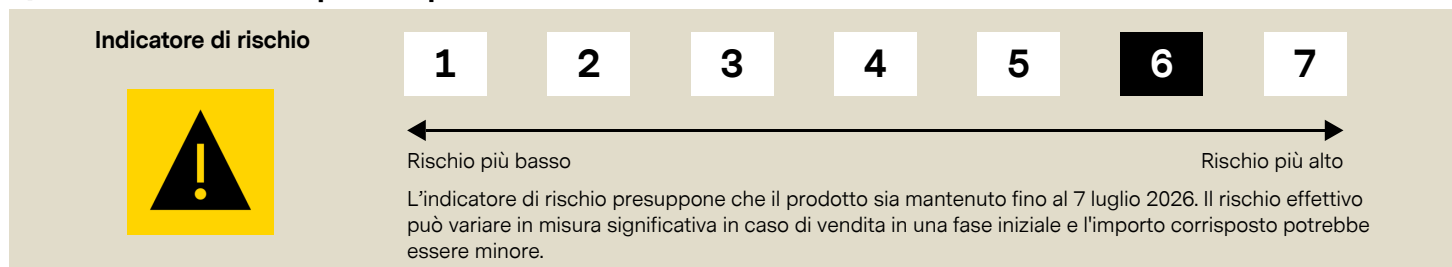 Indicatore di rischio
1 2 3 4 5 6 7
Rischio più basso Rischio più alto
L'indicatore di rischio presuppone che il prodotto sia mantenuto fino al 7 luglio 2026. Il rischio effettivo
può variare in misura significativa in caso di vendita in una fase iniziale e l'importo corrisposto potrebbe
essere minore.